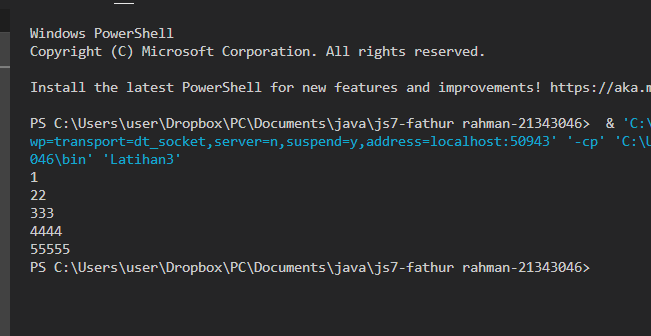 Windows PowerShell
Copyright (C) Microsoft Corporation. All rights reserved.
Install the latest PowerShell for new features and improvements! https://aka.m
PS C:\Users\user\Dropbox\PC\Documents\java\js7-fathur rahman-21343046>  & 'C:\
wp=transport=dt_socket,server=n,suspend=y,address=localhost:50943' '-cp' 'C:\U
046\bin' 'Latihan3'
1
22
333
4444
55555
PS C:\Users\user\Dropbox\PC\Documents\java\js7-fathur rahman-21343046>